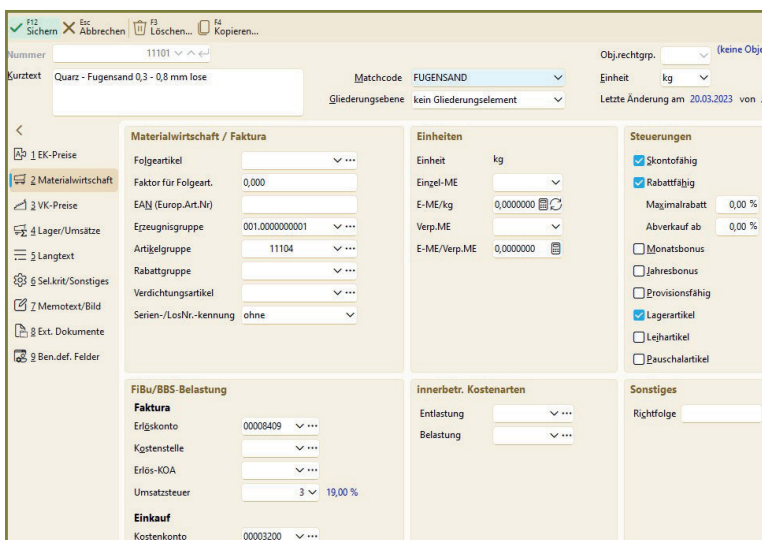 F12 Sichern Esc Abbrechen F3 Löschen... F4 Kopieren...
Nummer 11101 Obj.rechtgrp. (keine Obje
Kurztext Quarz - Fugensand 0,3 - 0,8 mm lose Matchcode FUGENSAND Einheit kg
Gliederungsebene kein Gliederungselement Letzte Änderung am 20.03.2023 von
1 EK-Preise
2 Materialwirtschaft
3 VK-Preise
4 Lager/Umsätze
5 Langtext
6 Sel.krit/Sonstiges
7 Memotext/Bild
8 Ext. Dokumente
9 Ben.def. Felder
Materialwirtschaft / Faktura
Folgeartikel
Faktor für Folgeart. 0,000
EAN (Europ.Art.Nr)
Erzeugnisgruppe 001.0000000001
Artikelgruppe 11104
Rabattgruppe
Verdichtungsartikel
Serien-/LosNr.-kennung ohne
Einheiten
Einheit kg
Einzel-ME
E-ME/kg 0,0000000
Verp.ME
E-ME/Verp.ME 0,0000000
Steuerungen
Skontofähig
Rabattfähig
Maximalrabatt 0,00 %
Abverkauf ab 0,00 %
Monatsbonus
Jahresbonus
Provisionsfähig
Lagerartikel
Leihartikel
Pauschalartikel
FiBu/BBS-Belastung
Faktura
Erlöskonto 00008409
Kostenstelle
Erlös-KOA
Umsatzsteuer 3 19,00 %
Einkauf
Kostenkonto 00003200
innerbetr. Kostenarten
Entlastung
Belastung
Sonstiges
Rightfolge